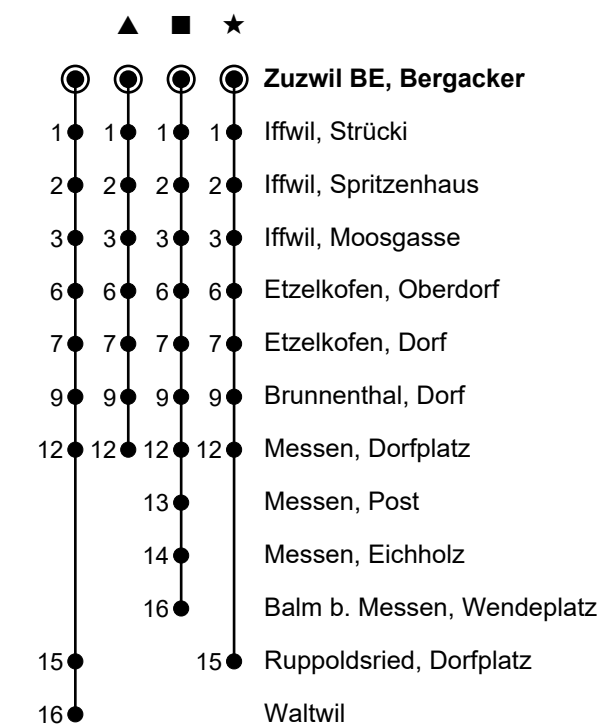 ▲ ■ ★
Zuzwil BE, Bergacker
1 1 1 1 Iffwil, Strücki
2 2 2 2 Iffwil, Spritzenhaus
3 3 3 3 Iffwil, Moosgasse
6 6 6 6 Etzelkofen, Oberdorf
7 7 7 7 Etzelkofen, Dorf
9 9 9 9 Brunnenthal, Dorf
12 12 12 12 Messen, Dorfplatz
13 Messen, Post
14 Messen, Eichholz
16 Balm b. Messen, Wendeplatz
15 15 Ruppoldsried, Dorfplatz
16 Waltwil